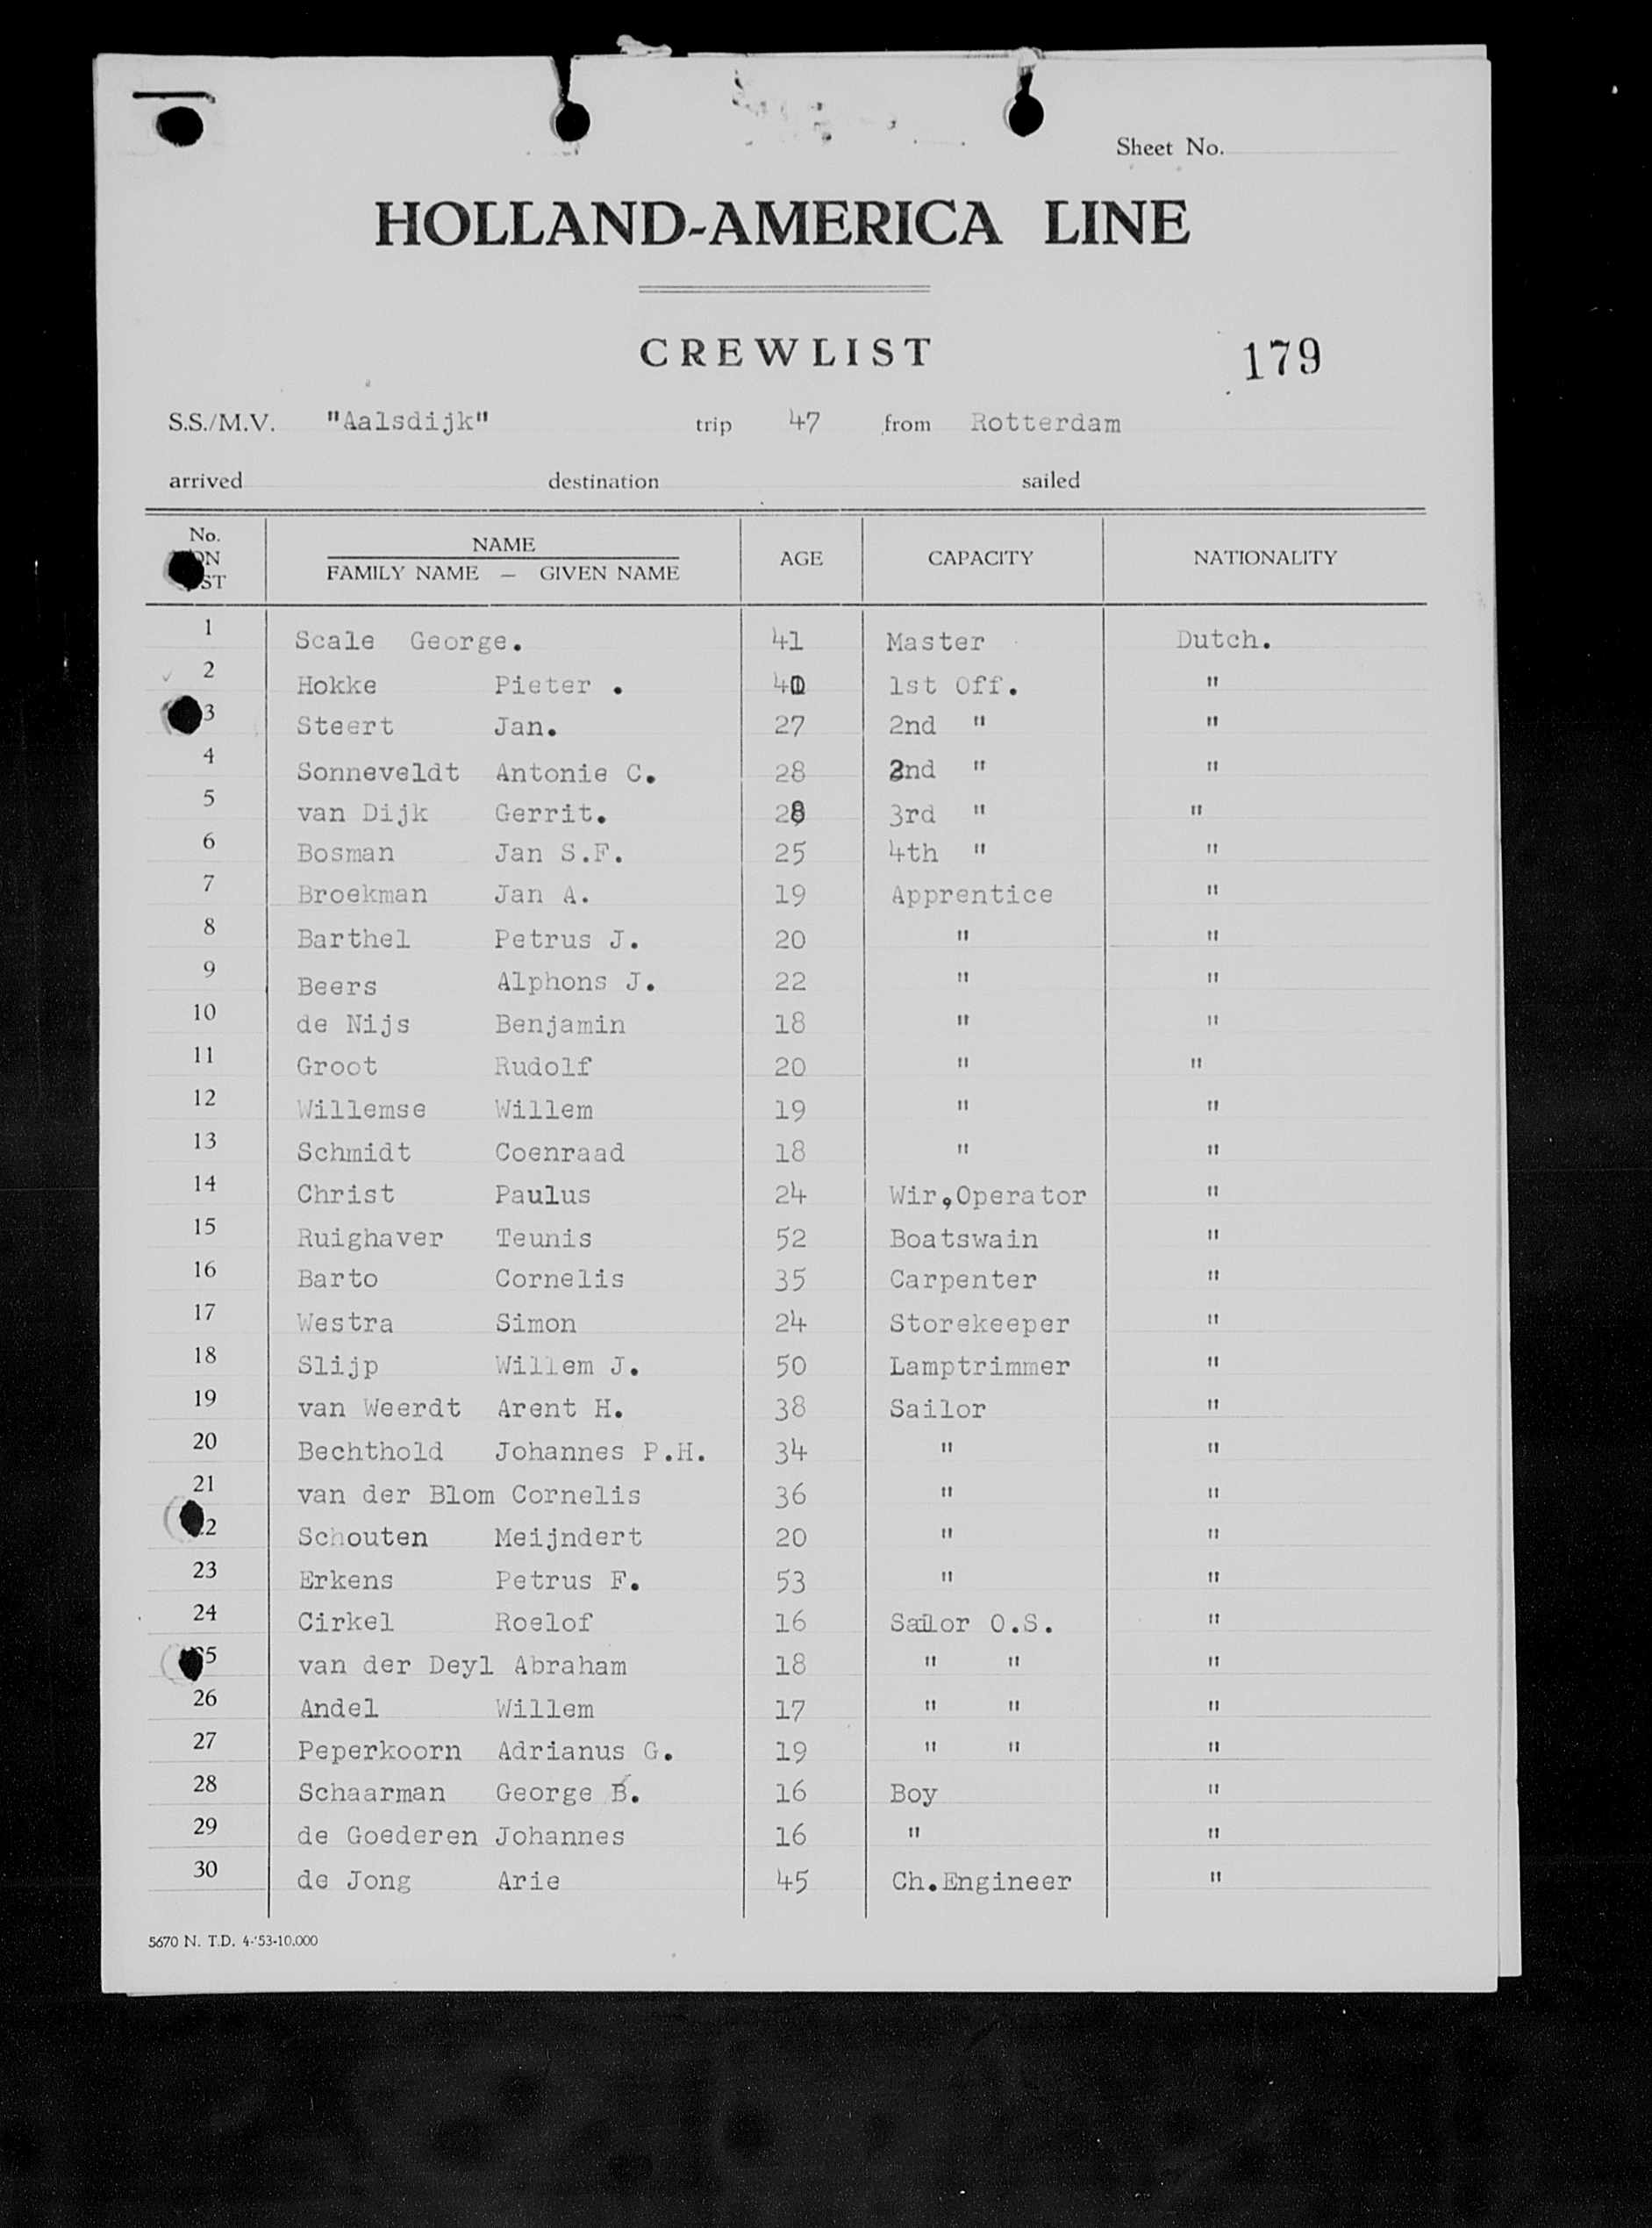 Sheet No.
HOLLAND-AMERICA LINE
CREWLIST
179
S.S./M.V. "Aalsdijk" trip 47 from Rotterdam
arrived destination sailed
No. NAME AGE CAPACITY NATIONALITY
FAMILY NAME — GIVEN NAME
1 Scale George. 41 Master Dutch.
2 Hokke Pieter . 1st Off. "
3 Steert Jan. 27 2nd " "
4 Sonneveldt Antonie C. 28 2nd " "
5 van Dijk Gerrit. 28 3rd " "
6 Bosman Jan S.F. 25 4th " "
7 Broekman Jan A. 19 Apprentice "
8 Barthel Petrus J. 20 " "
9 Beers Alphons J. 22 " "
10 de Nijs Benjamin 18 " "
11 Groot Rudolf 20 " "
12 Willemse Willem 19 " "
13 Schmidt Coenraad 18 " "
14 Christ Paulus 24 Wir,Operator "
15 Ruighaver Teunis 52 Boatswain "
16 Barto Cornelis 35 Carpenter "
17 Westra Simon 24 Storekeeper "
18 Slijp Willem J. 50 Lamptrimmer "
19 van Weerdt Arent H. 38 Sailor "
20 Bechthold Johannes P.H. 34 " "
21 van der Blom Cornelis 36 " "
22 Schouten Meijndert 20 " "
23 Erkens Petrus F. 53 " "
24 Cirkel Roelof 16 Sailor O.S. "
25 van der Deyl Abraham 18 " " "
26 Andel Willem 17 " " "
27 Peperkoorn Adrianus G. 19 " " "
28 Schaarman George B. 16 Boy "
29 de Goederen Johannes 16 " "
30 de Jong Arie 45 Ch.Engineer "
5670 N. T.D. 4-'53-10.000